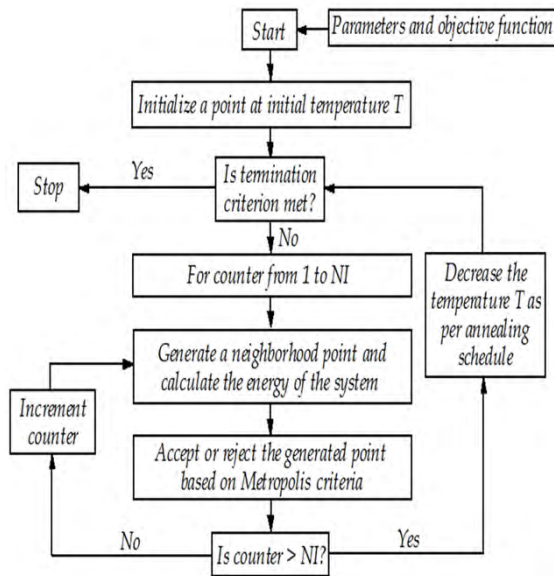 Start
Parameters and objective function
Initialize a point at initial temperature T
Yes
Stop
Is termination
criterion met?
No
For counter from 1 to NI
Decrease the
temperature T as
per annealing
schedule
Generate a neighborhood point and
calculate the energy of the system
Increment
counter
Accept or reject the generated point
based on Metropolis criteria
No
Is counter > NI?
Yes